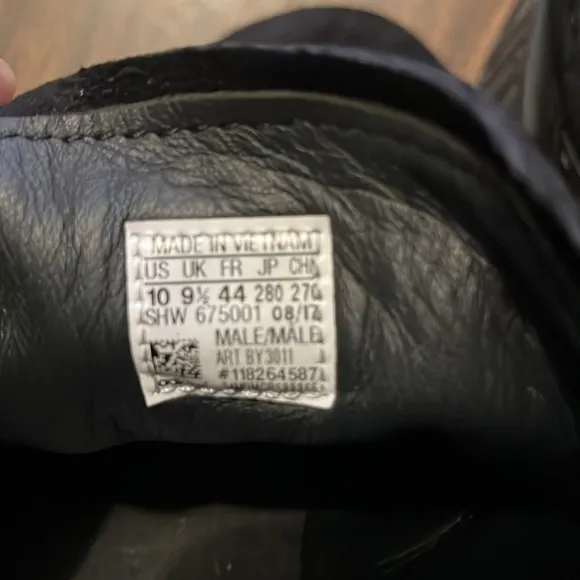 MADE IN VIETNAM
US UK FR JP CHN
10 9½ 44 280 270
SHW 675001 08/17
MALE/MALE
ART. BY3011
#118264587